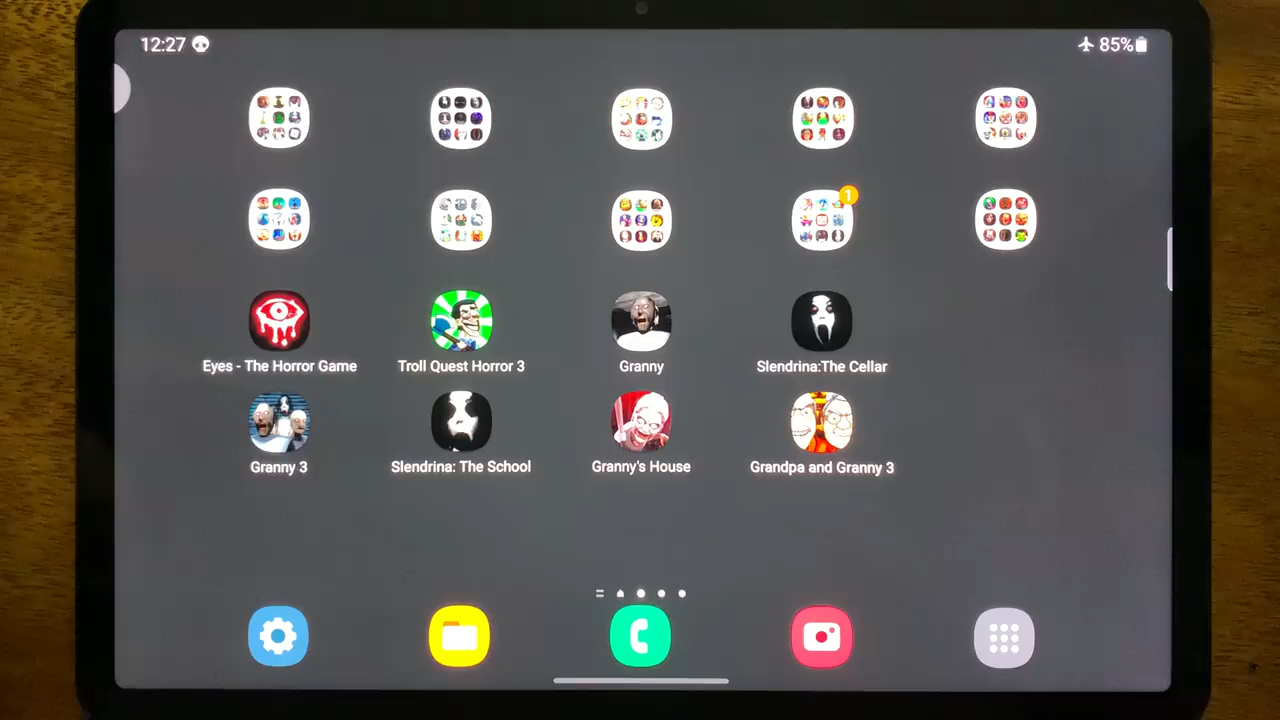 12:27
85%
1
Eyes - The Horror Game
Troll Quest Horror 3
Granny
Slendrina:The Cellar
Granny 3
Slendrina: The School
Granny's House
Grandpa and Granny 3